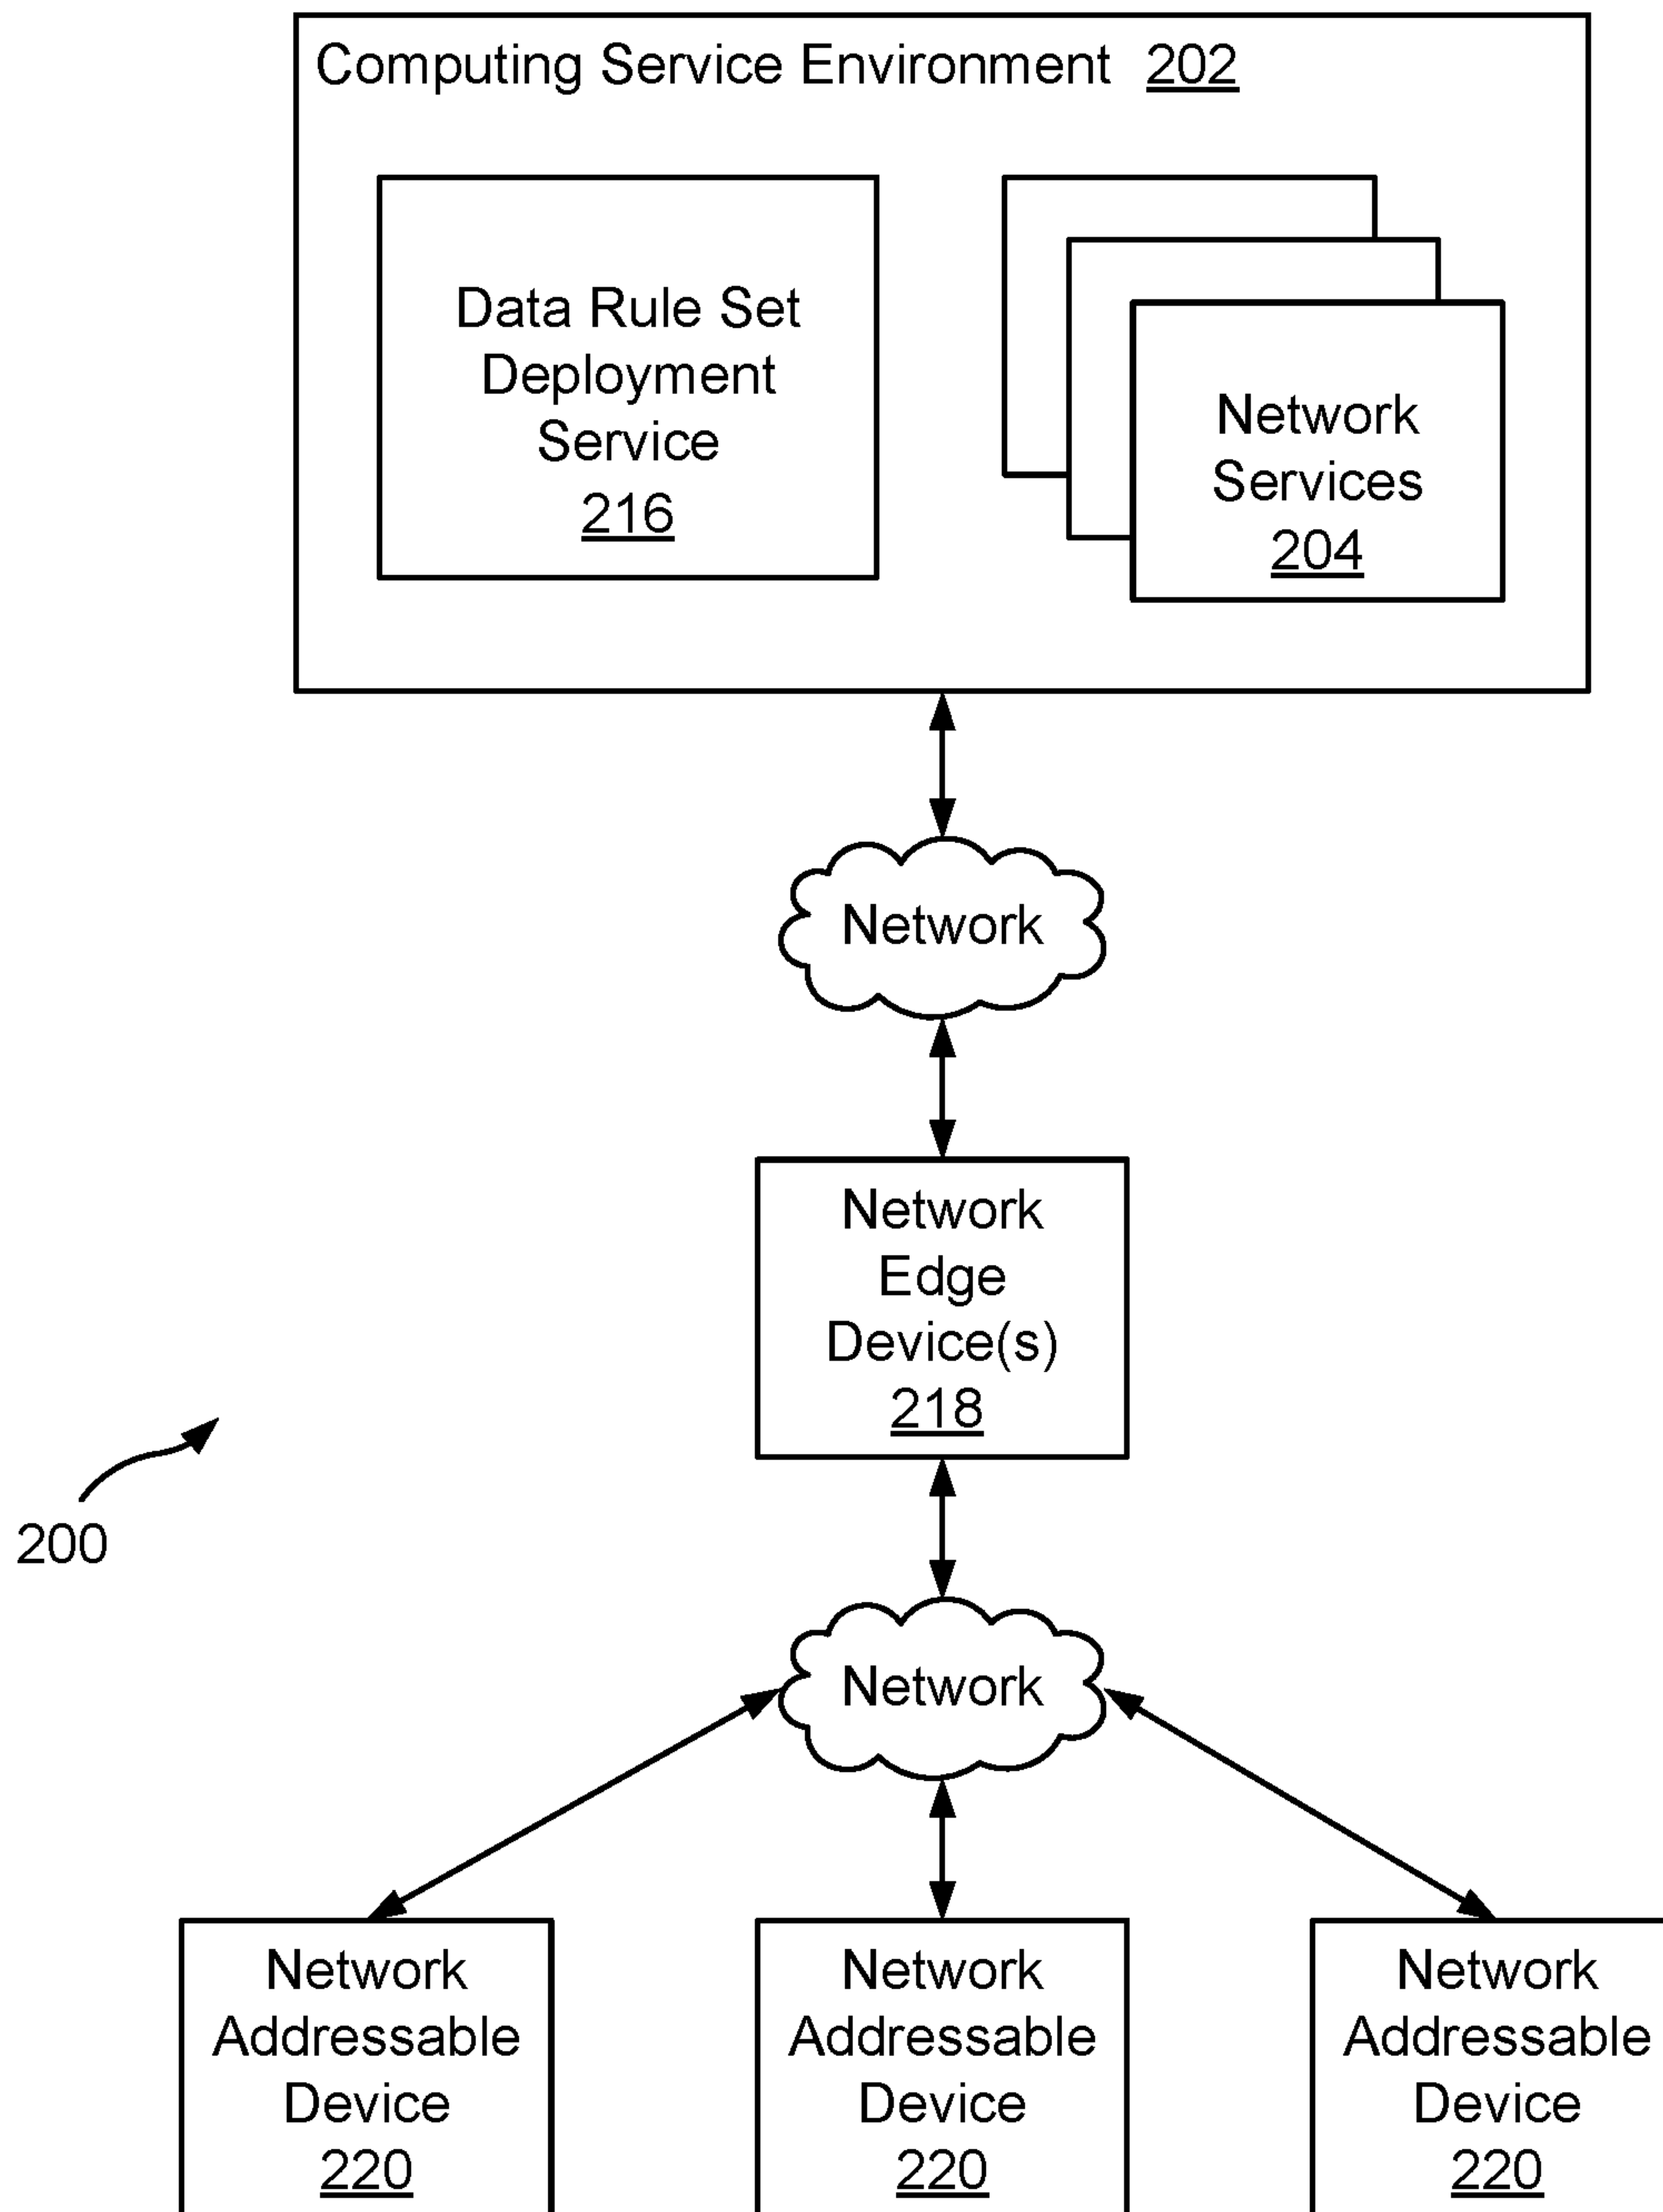 Computing Service Environment 202
Data Rule Set
Deployment
Service
216
Network
Services
204
Network
Network
Edge
Device(s)
218
200
Network
Network
Addressable
Device
220
Network
Addressable
Device
220
Network
Addressable
Device
220